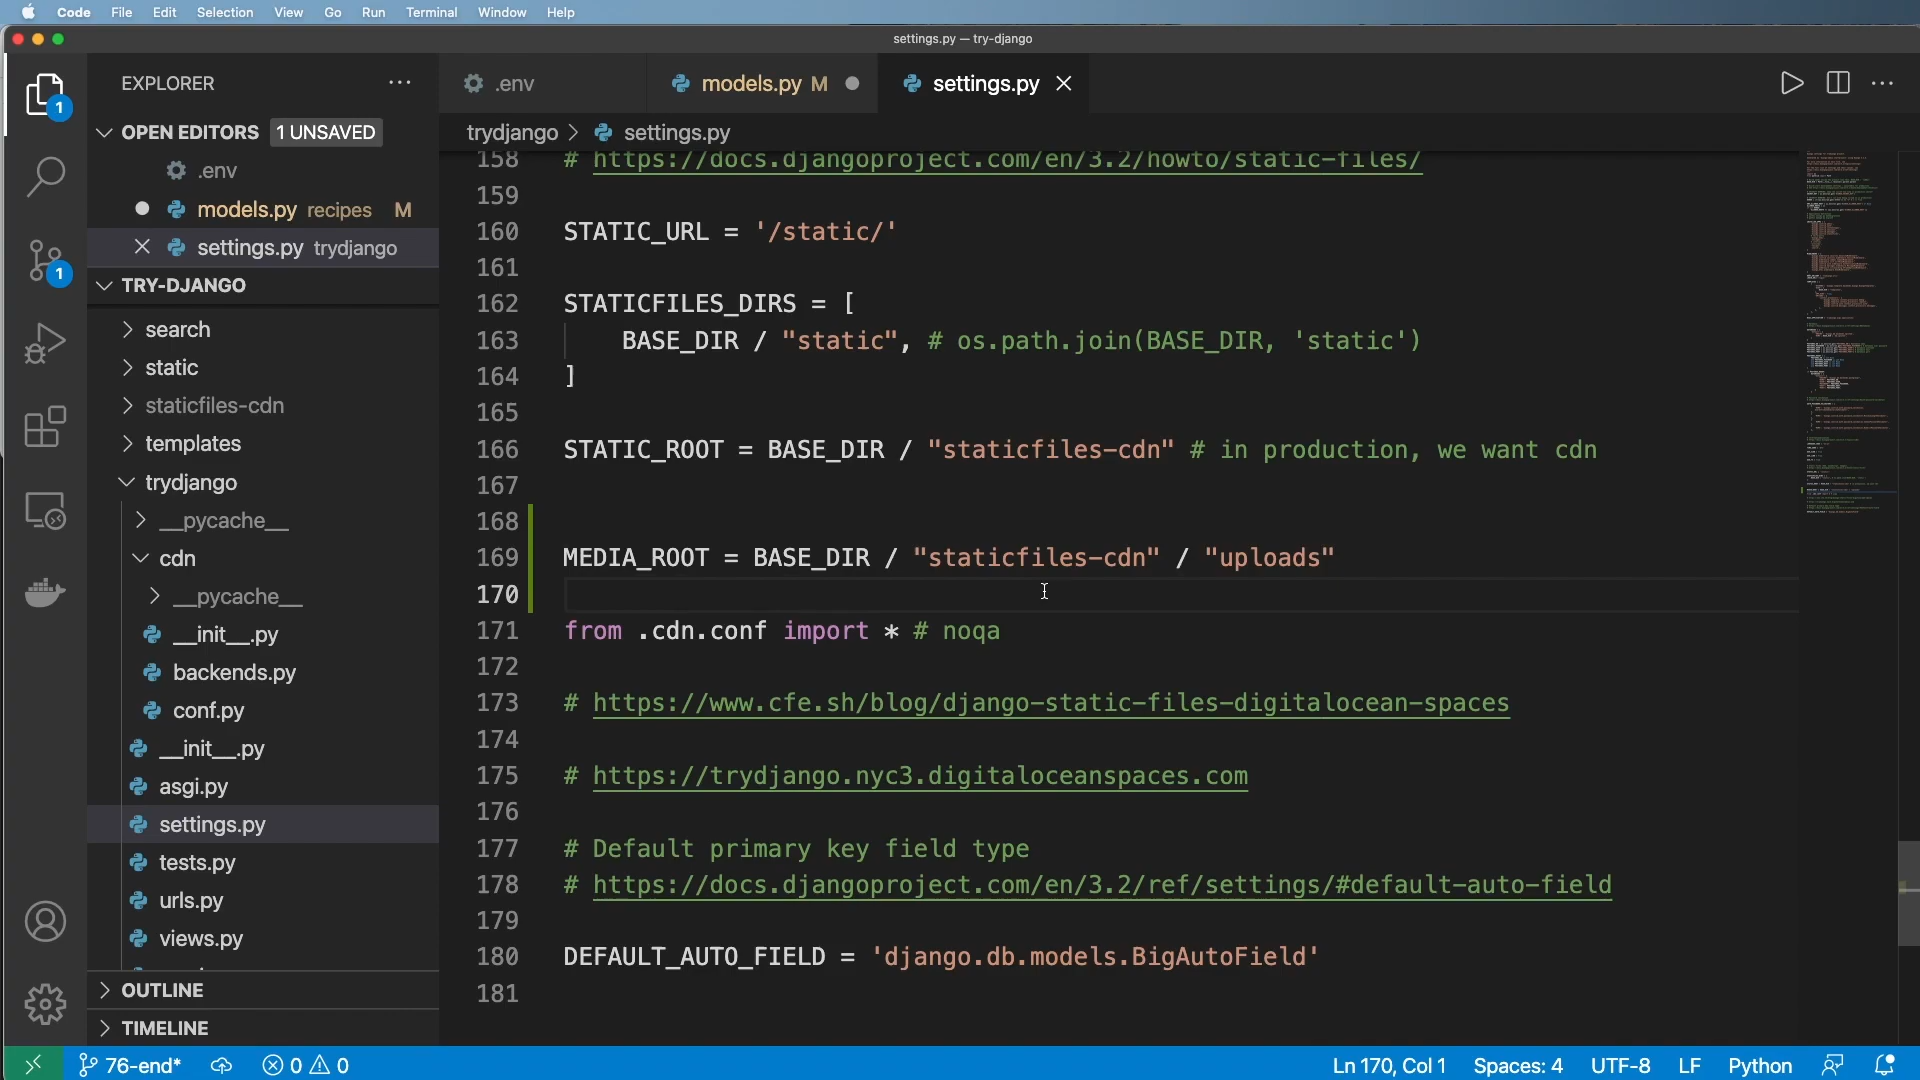 Code File Edit Selection View Go Run Terminal Window Help
settings.py — try-django
EXPLORER
OPEN EDITORS 1 UNSAVED
.env
models.py recipes M
settings.py trydjango
TRY-DJANGO
search
static
staticfiles-cdn
templates
trydjango
__pycache__
cdn
__pycache__
__init__.py
backends.py
conf.py
__init__.py
asgi.py
settings.py
tests.py
urls.py
views.py
OUTLINE
TIMELINE
1
1
.env
models.py M
settings.py
trydjango > settings.py
158 # https://docs.djangoproject.com/en/3.2/howto/static-files/
159
160 STATIC_URL = '/static/'
161
162 STATICFILES_DIRS = [
163 BASE_DIR / "static", # os.path.join(BASE_DIR, 'static')
164 ]
165
166 STATIC_ROOT = BASE_DIR / "staticfiles-cdn" # in production, we want cdn
167
168
169 MEDIA_ROOT = BASE_DIR / "staticfiles-cdn" / "uploads"
170
171 from .cdn.conf import * # noqa
172
173 # https://www.cfe.sh/blog/django-static-files-digitalocean-spaces
174
175 # https://trydjango.nyc3.digitaloceanspaces.com
176
177 # Default primary key field type
178 # https://docs.djangoproject.com/en/3.2/ref/settings/#default-auto-field
179
180 DEFAULT_AUTO_FIELD = 'django.db.models.BigAutoField'
181
76-end* 0 0 Ln 170, Col 1 Spaces: 4 UTF-8 LF Python